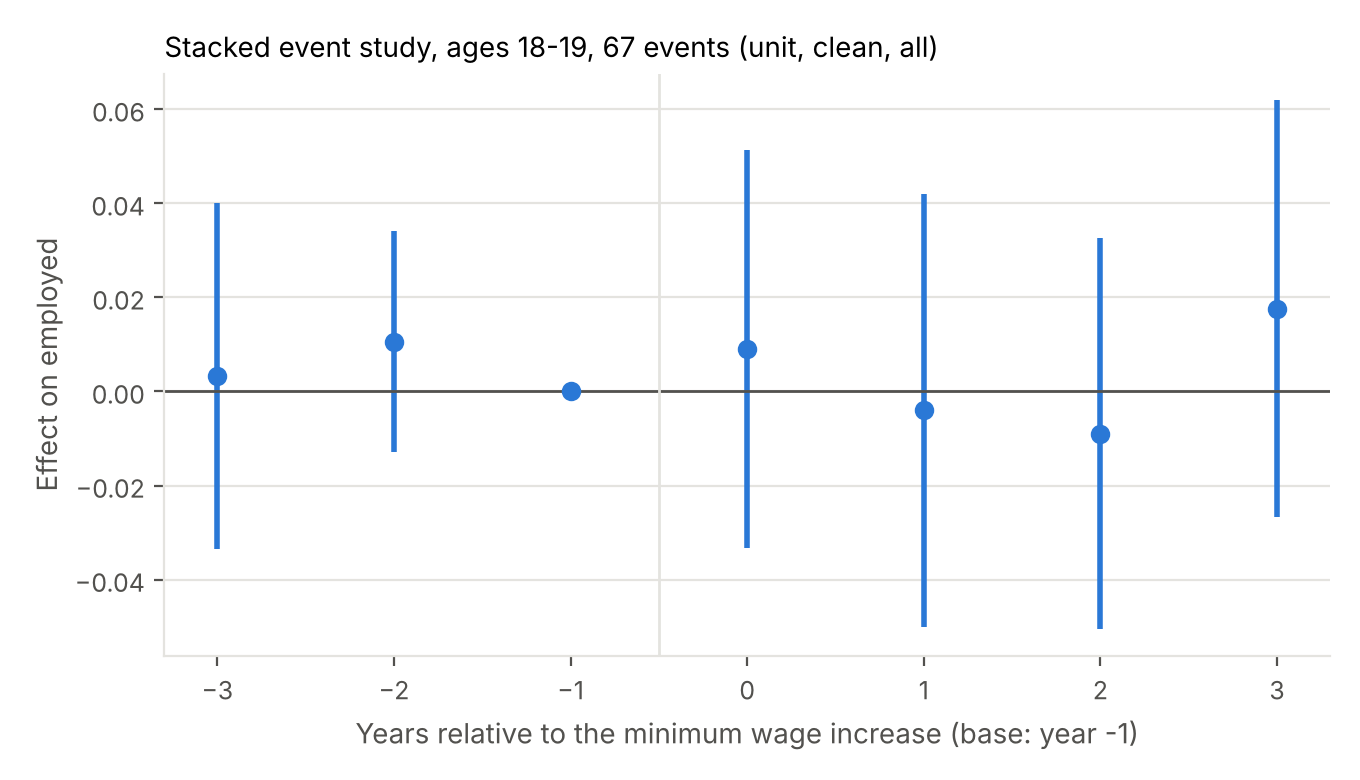 Stacked event study, ages 18-19, 67 events (unit, clean, all)
Effect on employed
0.06
0.04
0.02
0.00
−0.02
−0.04
−3 −2 −1 0 1 2 3
Years relative to the minimum wage increase (base: year -1)